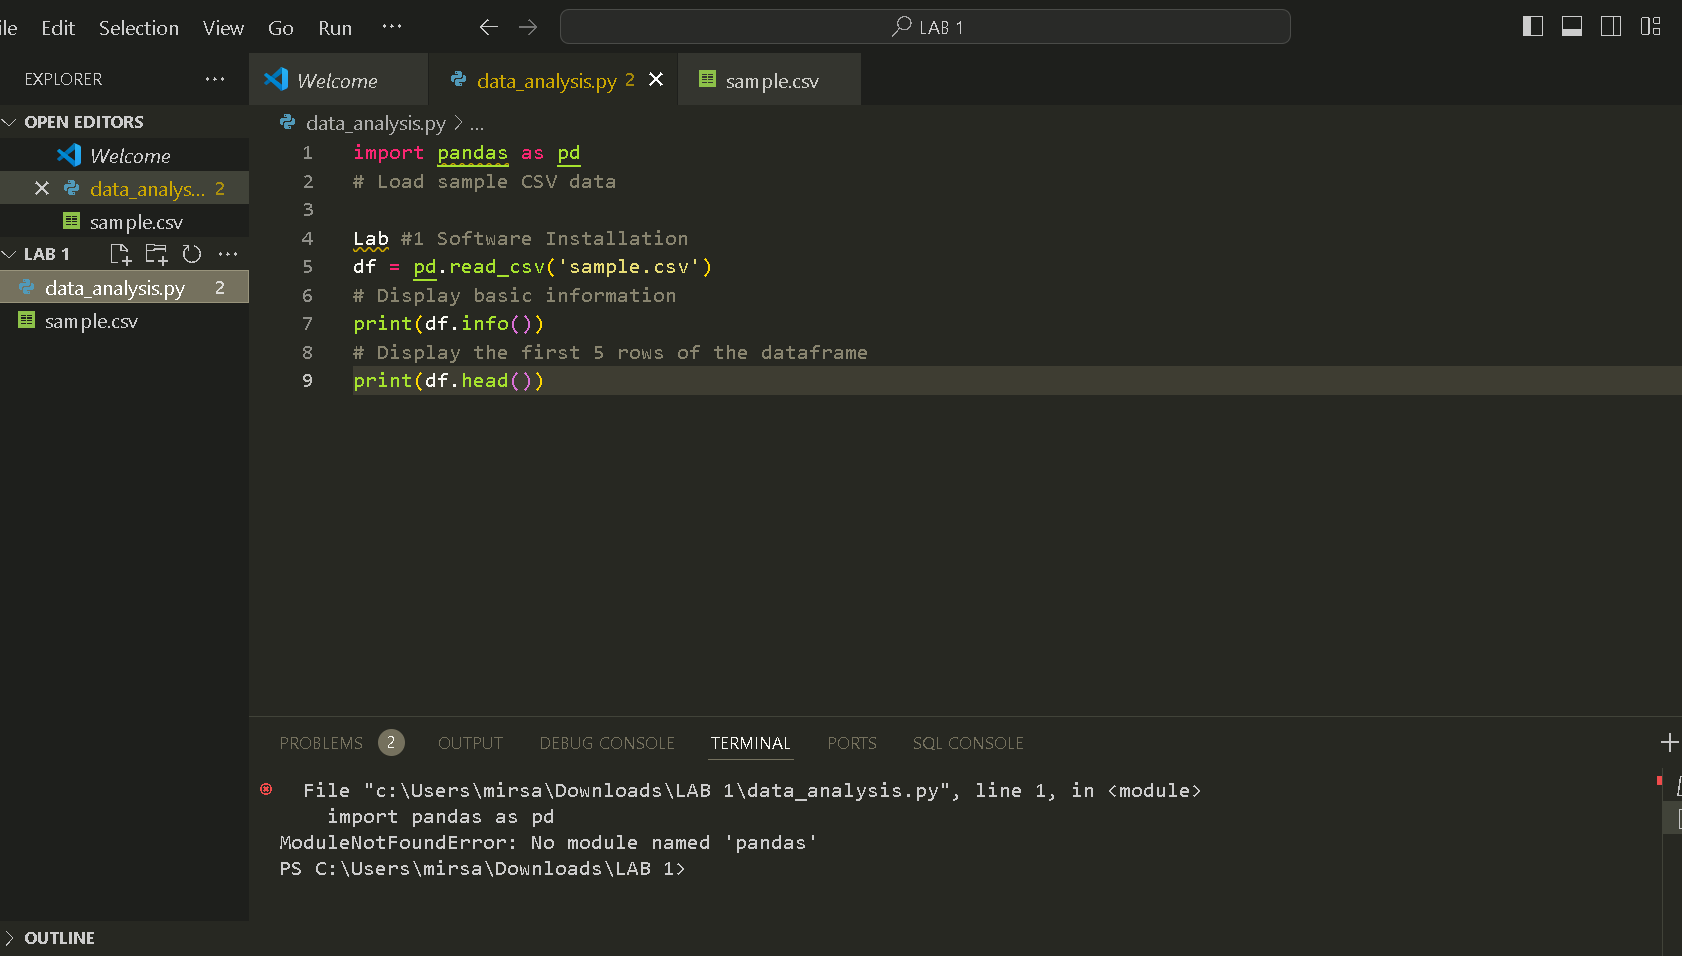 Edit Selection View Go Run ··· LAB 1
EXPLORER ···
Welcome data_analysis.py 2 sample.csv
OPEN EDITORS
Welcome
data_analys... 2
sample.csv
LAB 1 ···
data_analysis.py 2
sample.csv
data_analysis.py > ...
1 import pandas as pd
2 # Load sample CSV data
3
4 Lab #1 Software Installation
5 df = pd.read_csv('sample.csv')
6 # Display basic information
7 print(df.info())
8 # Display the first 5 rows of the dataframe
9 print(df.head())
PROBLEMS 2 OUTPUT DEBUG CONSOLE TERMINAL PORTS SQL CONSOLE
File "c:\Users\mirsa\Downloads\LAB 1\data_analysis.py", line 1, in <module>
import pandas as pd
ModuleNotFoundError: No module named 'pandas'
PS C:\Users\mirsa\Downloads\LAB 1>
OUTLINE